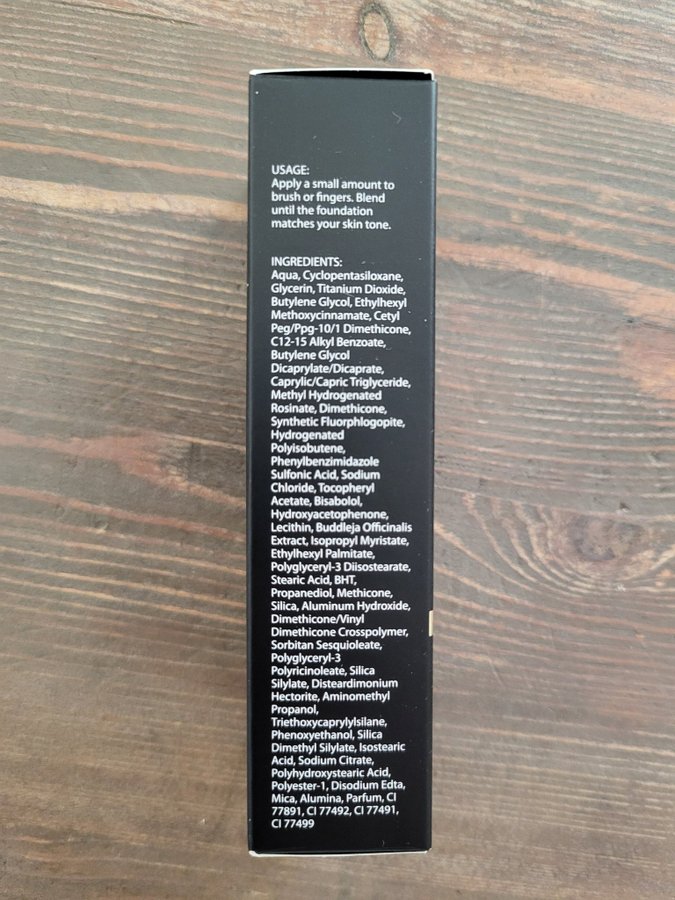 USAGE:
Apply a small amount to
brush or fingers. Blend
until the foundation
matches your skin tone.
INGREDIENTS:
Aqua, Cyclopentasiloxane,
Glycerin, Titanium Dioxide,
Butylene Glycol, Ethylhexyl
Methoxycinnamate, Cetyl
Peg/Ppg-10/1 Dimethicone,
C12-15 Alkyl Benzoate,
Butylene Glycol
Dicaprylate/Dicaprate,
Caprylic/Capric Triglyceride,
Methyl Hydrogenated
Rosinate, Dimethicone,
Synthetic Fluorphlogopite,
Hydrogenated
Polyisobutene,
Phenylbenzimidazole
Sulfonic Acid, Sodium
Chloride, Tocopheryl
Acetate, Bisabolol,
Hydroxyacetophenone,
Lecithin, Buddleja Officinalis
Extract, Isopropyl Myristate,
Ethylhexyl Palmitate,
Polyglyceryl-3 Diisostearate,
Stearic Acid, BHT,
Propanediol, Methicone,
Silica, Aluminum Hydroxide,
Dimethicone/Vinyl
Dimethicone Crosspolymer,
Sorbitan Sesquioleate,
Polyglyceryl-3
Polyricinoleate, Silica
Silylate, Disteardimonium
Hectorite, Aminomethyl
Propanol,
Triethoxycaprylylsilane,
Phenoxyethanol, Silica
Dimethyl Silylate, Isostearic
Acid, Sodium Citrate,
Polyhydroxystearic Acid,
Polyester-1, Disodium Edta,
Mica, Alumina, Parfum, CI
77891, CI 77492, CI 77491,
CI 77499